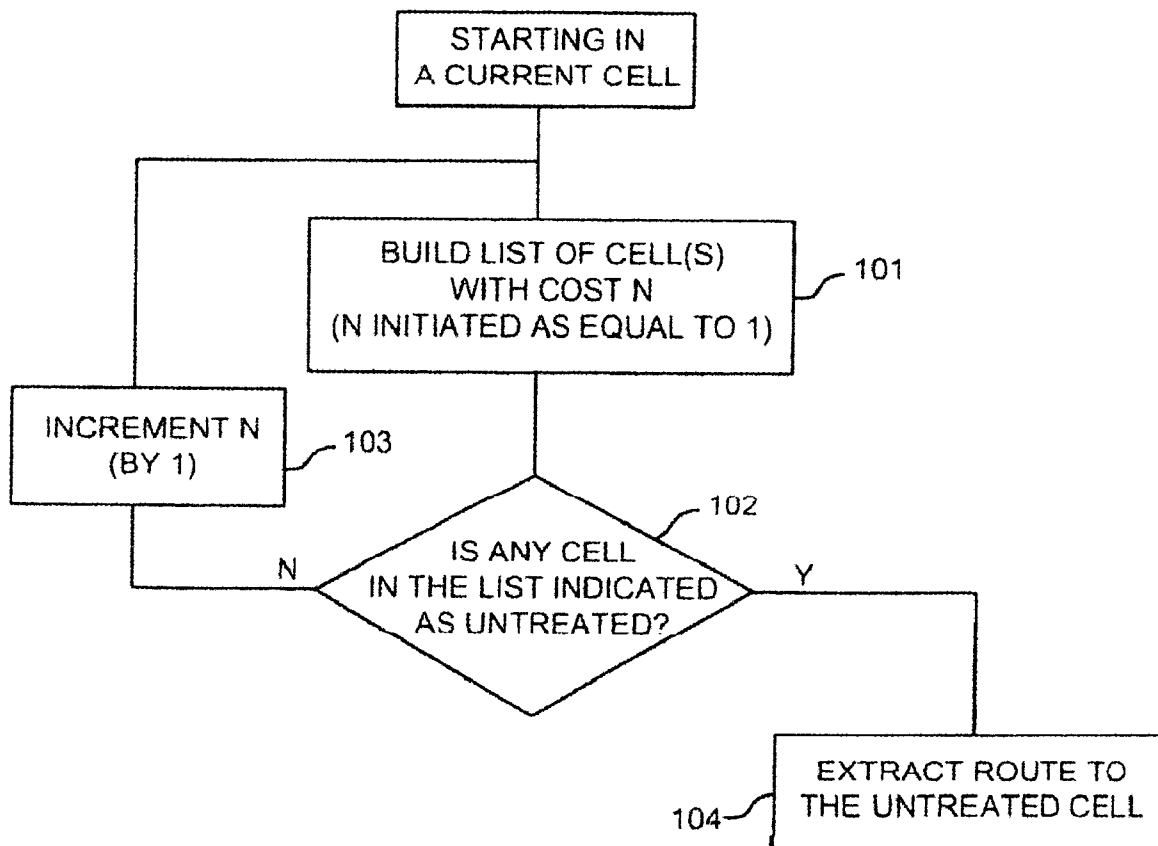 STARTING IN
A CURRENT CELL
BUILD LIST OF CELL(S)
WITH COST N
(N INITIATED AS EQUAL TO 1)
101
INCREMENT N
(BY 1)
103
102
IS ANY CELL
IN THE LIST INDICATED
AS UNTREATED?
N
Y
EXTRACT ROUTE TO
THE UNTREATED CELL
104